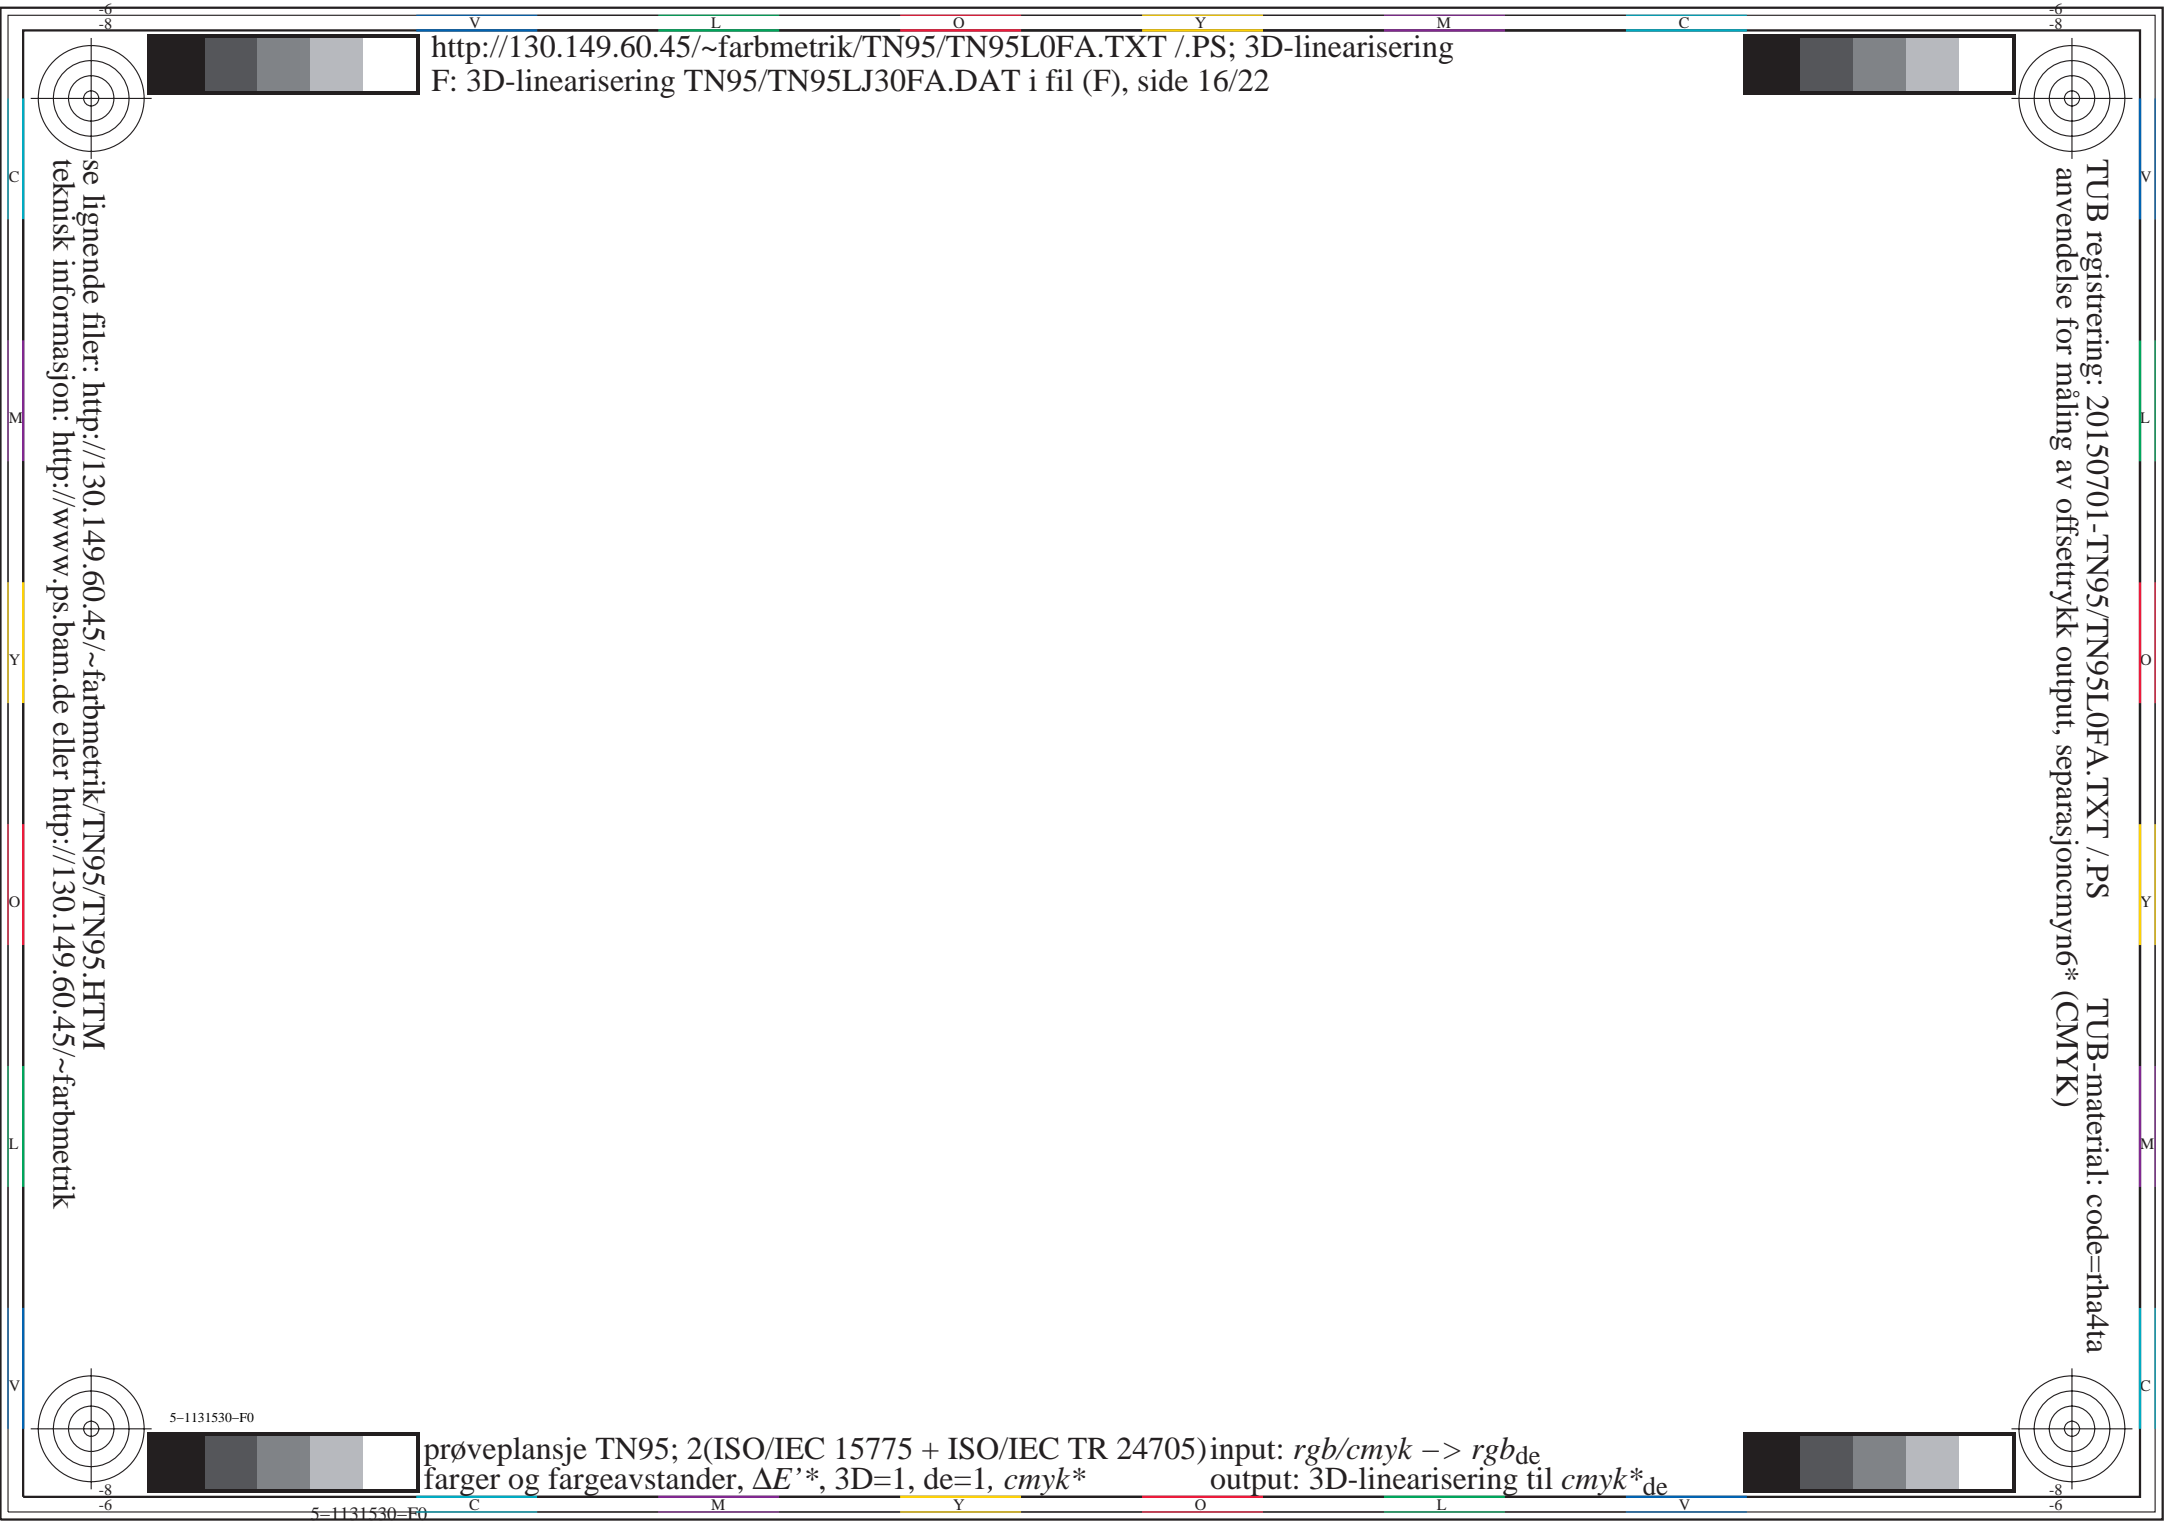 -6
-8
V L O Y M C
-6
-8
http://130.149.60.45/~farbmetrik/TN95/TN95L0FA.TXT /.PS; 3D-linearisering
F: 3D-linearisering TN95/TN95LJ30FA.DAT i fil (F), side 16/22
se lignende filer: http://130.149.60.45/~farbmetrik/TN95/TN95.HTM
teknisk informasjon: http://www.ps.bam.de eller http://130.149.60.45/~farbmetrik
C
M
Y
O
L
V
TUB registrering: 20150701-TN95/TN95L0FA.TXT /.PS TUB-material: code=rha4ta
anvendelse for måling av offsettrykk output, separasjoncmyn6* (CMYK)
V
L
O
Y
M
C
5-1131530-F0
prøveplansje TN95; 2(ISO/IEC 15775 + ISO/IEC TR 24705) input: rgb/cmyk -> rgbde
farger og fargeavstander, ΔE'*, 3D=1, de=1, cmyk* output: 3D-linearisering til cmyk*de
-8
-6
5-1131530-F0
C M Y O L V
-8
-6